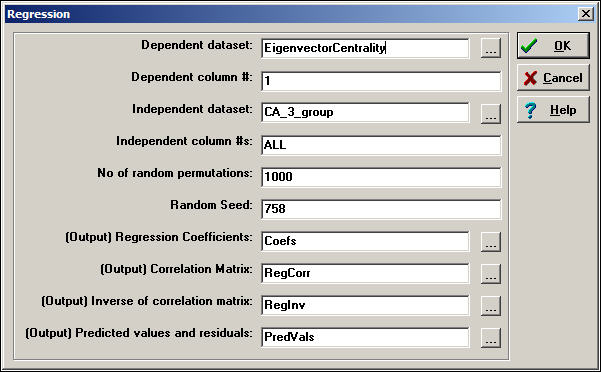 Regression
Dependent dataset: EigenvectorCentrality ...
Dependent column #: 1
Independent dataset: CA_3_group ...
Independent column #s: ALL
No of random permutations: 1000
Random Seed: 758
(Output) Regression Coefficients: Coefs ...
(Output) Correlation Matrix: RegCorr ...
(Output) Inverse of correlation matrix: RegInv ...
(Output) Predicted values and residuals: PredVals ...
OK
Cancel
? Help